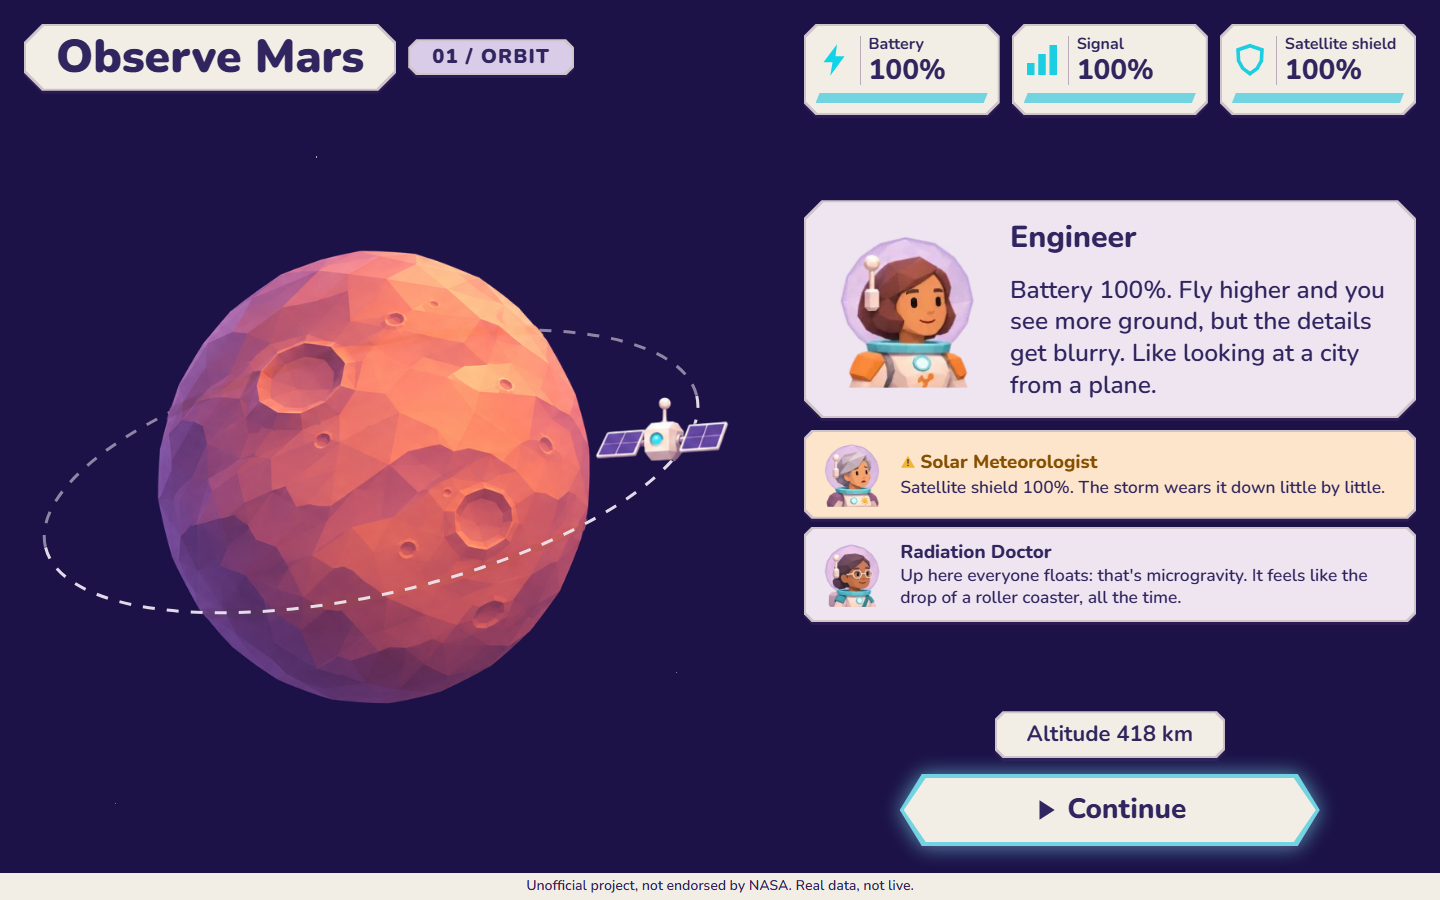 Observe Mars
01 / ORBIT
Battery
100%
Signal
100%
Satellite shield
100%
Engineer
Battery 100%. Fly higher and you
see more ground, but the details
get blurry. Like looking at a city
from a plane.
Solar Meteorologist
Satellite shield 100%. The storm wears it down little by little.
Radiation Doctor
Up here everyone floats: that's microgravity. It feels like the
drop of a roller coaster, all the time.
Altitude 418 km
Continue
Unofficial project, not endorsed by NASA. Real data, not live.